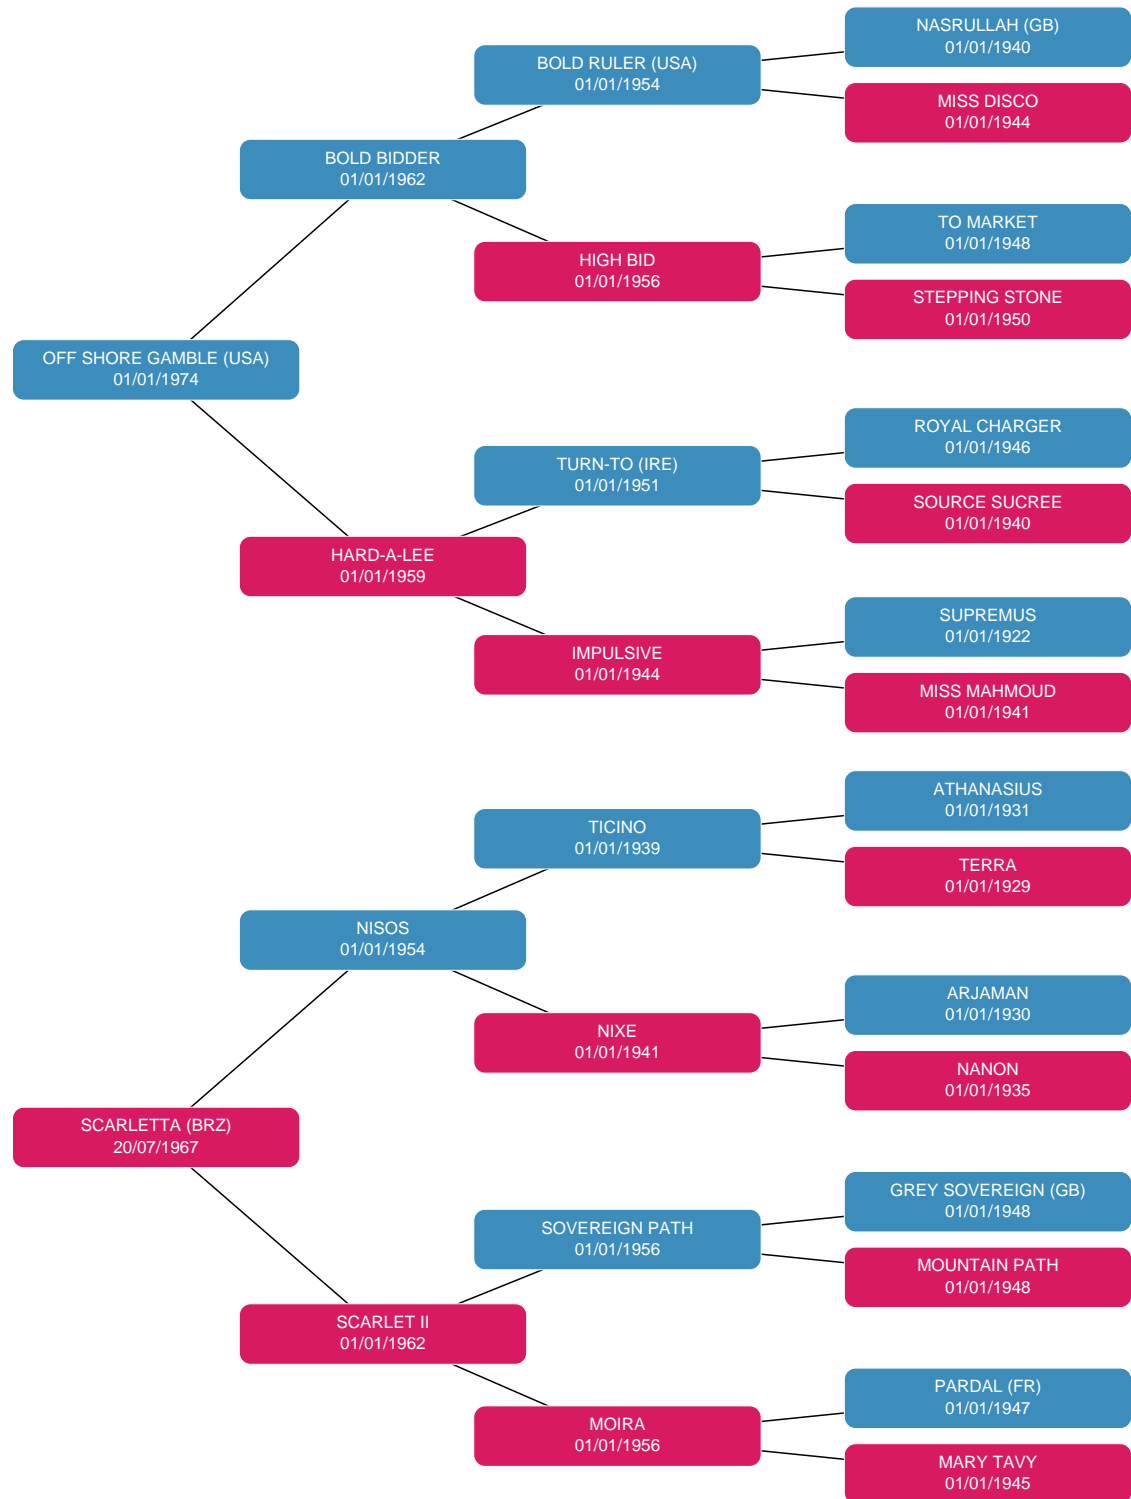 NASRULLAH (GB)
01/01/1940
BOLD RULER (USA)
01/01/1954
MISS DISCO
01/01/1944
BOLD BIDDER
01/01/1962
TO MARKET
01/01/1948
HIGH BID
01/01/1956
STEPPING STONE
01/01/1950
OFF SHORE GAMBLE (USA)
01/01/1974
ROYAL CHARGER
01/01/1946
TURN-TO (IRE)
01/01/1951
SOURCE SUCREE
01/01/1940
HARD-A-LEE
01/01/1959
SUPREMUS
01/01/1922
IMPULSIVE
01/01/1944
MISS MAHMOUD
01/01/1941
ATHANASIUS
01/01/1931
TICINO
01/01/1939
TERRA
01/01/1929
NISOS
01/01/1954
ARJAMAN
01/01/1930
NIXE
01/01/1941
NANON
01/01/1935
SCARLETTA (BRZ)
20/07/1967
GREY SOVEREIGN (GB)
01/01/1948
SOVEREIGN PATH
01/01/1956
MOUNTAIN PATH
01/01/1948
SCARLET II
01/01/1962
PARDAL (FR)
01/01/1947
MOIRA
01/01/1956
MARY TAVY
01/01/1945